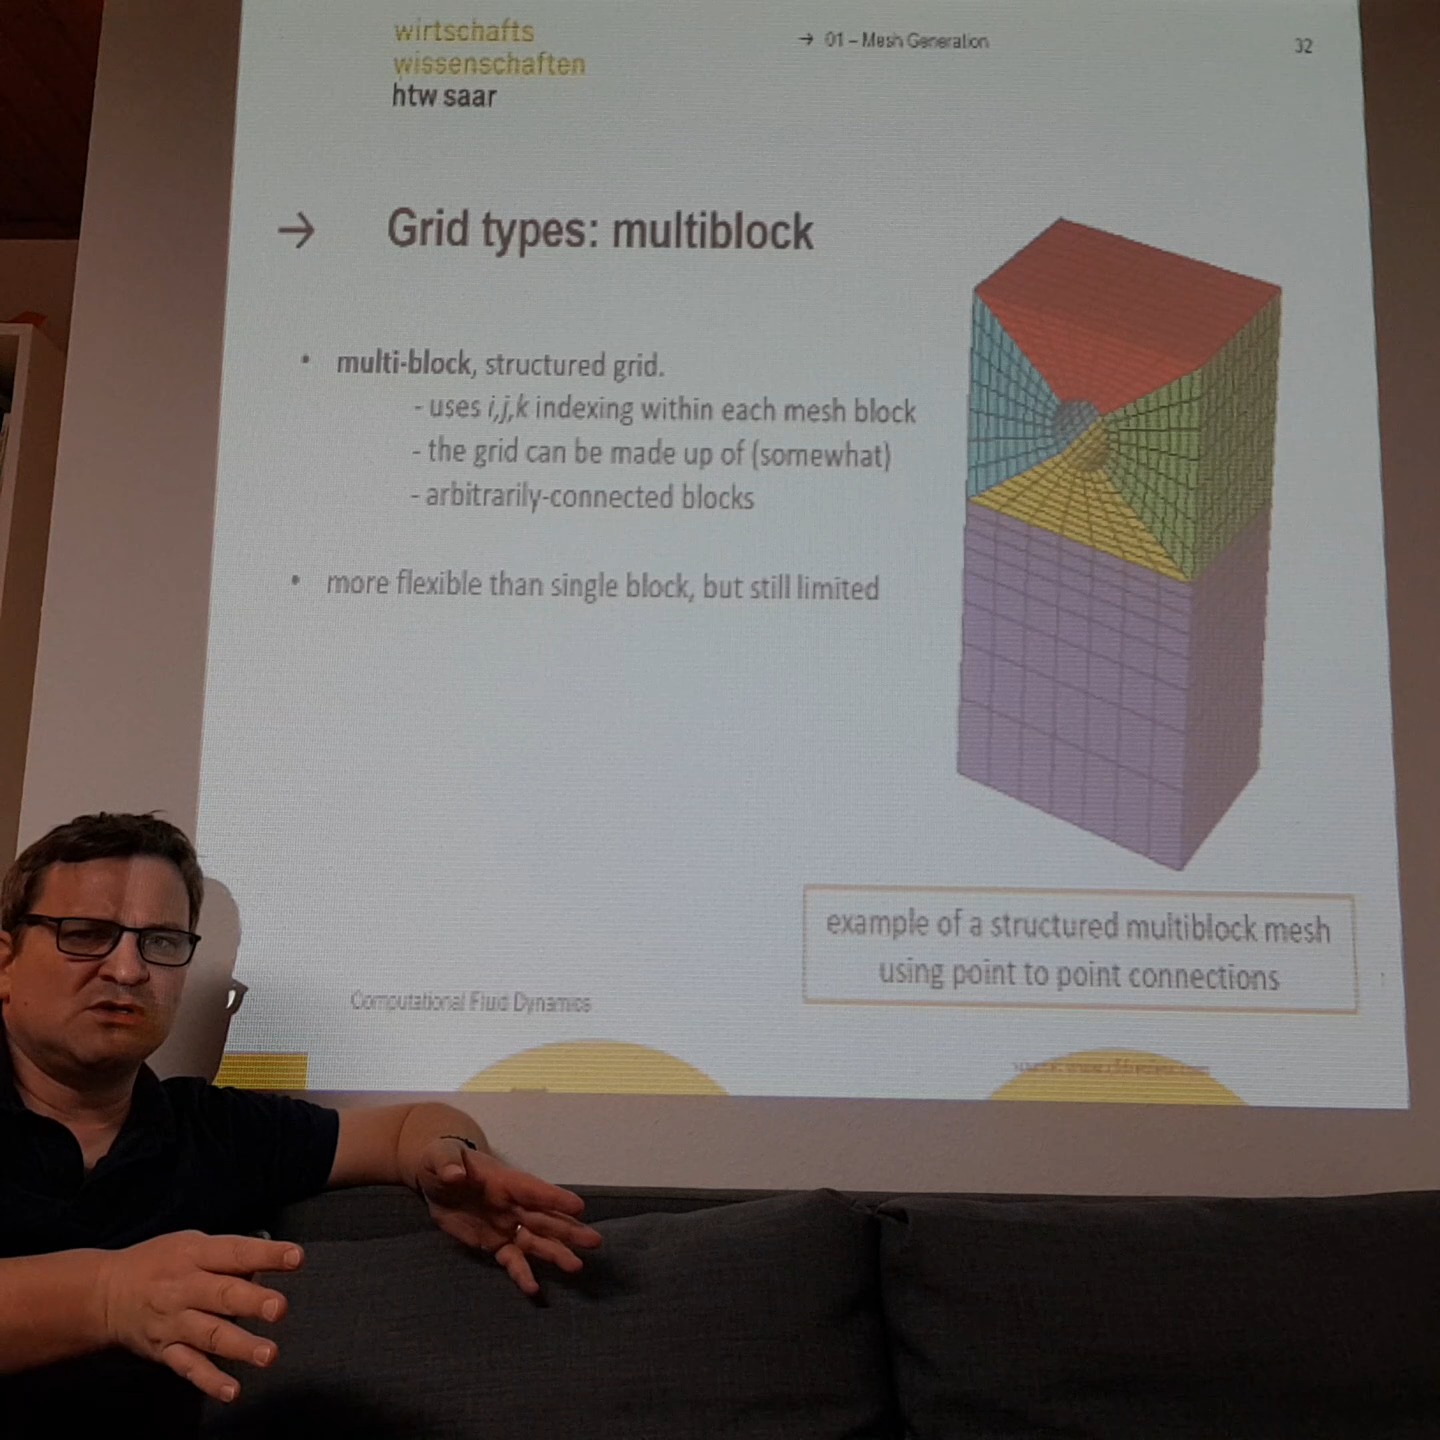 wirtschafts
wissenschaften
htw saar
→ 01 – Mesh Generation
32
→ Grid types: multiblock
• multi-block, structured grid.
- uses i,j,k indexing within each mesh block
- the grid can be made up of (somewhat)
- arbitrarily-connected blocks
• more flexible than single block, but still limited
example of a structured multiblock mesh
using point to point connections
Computational Fluid Dynamics